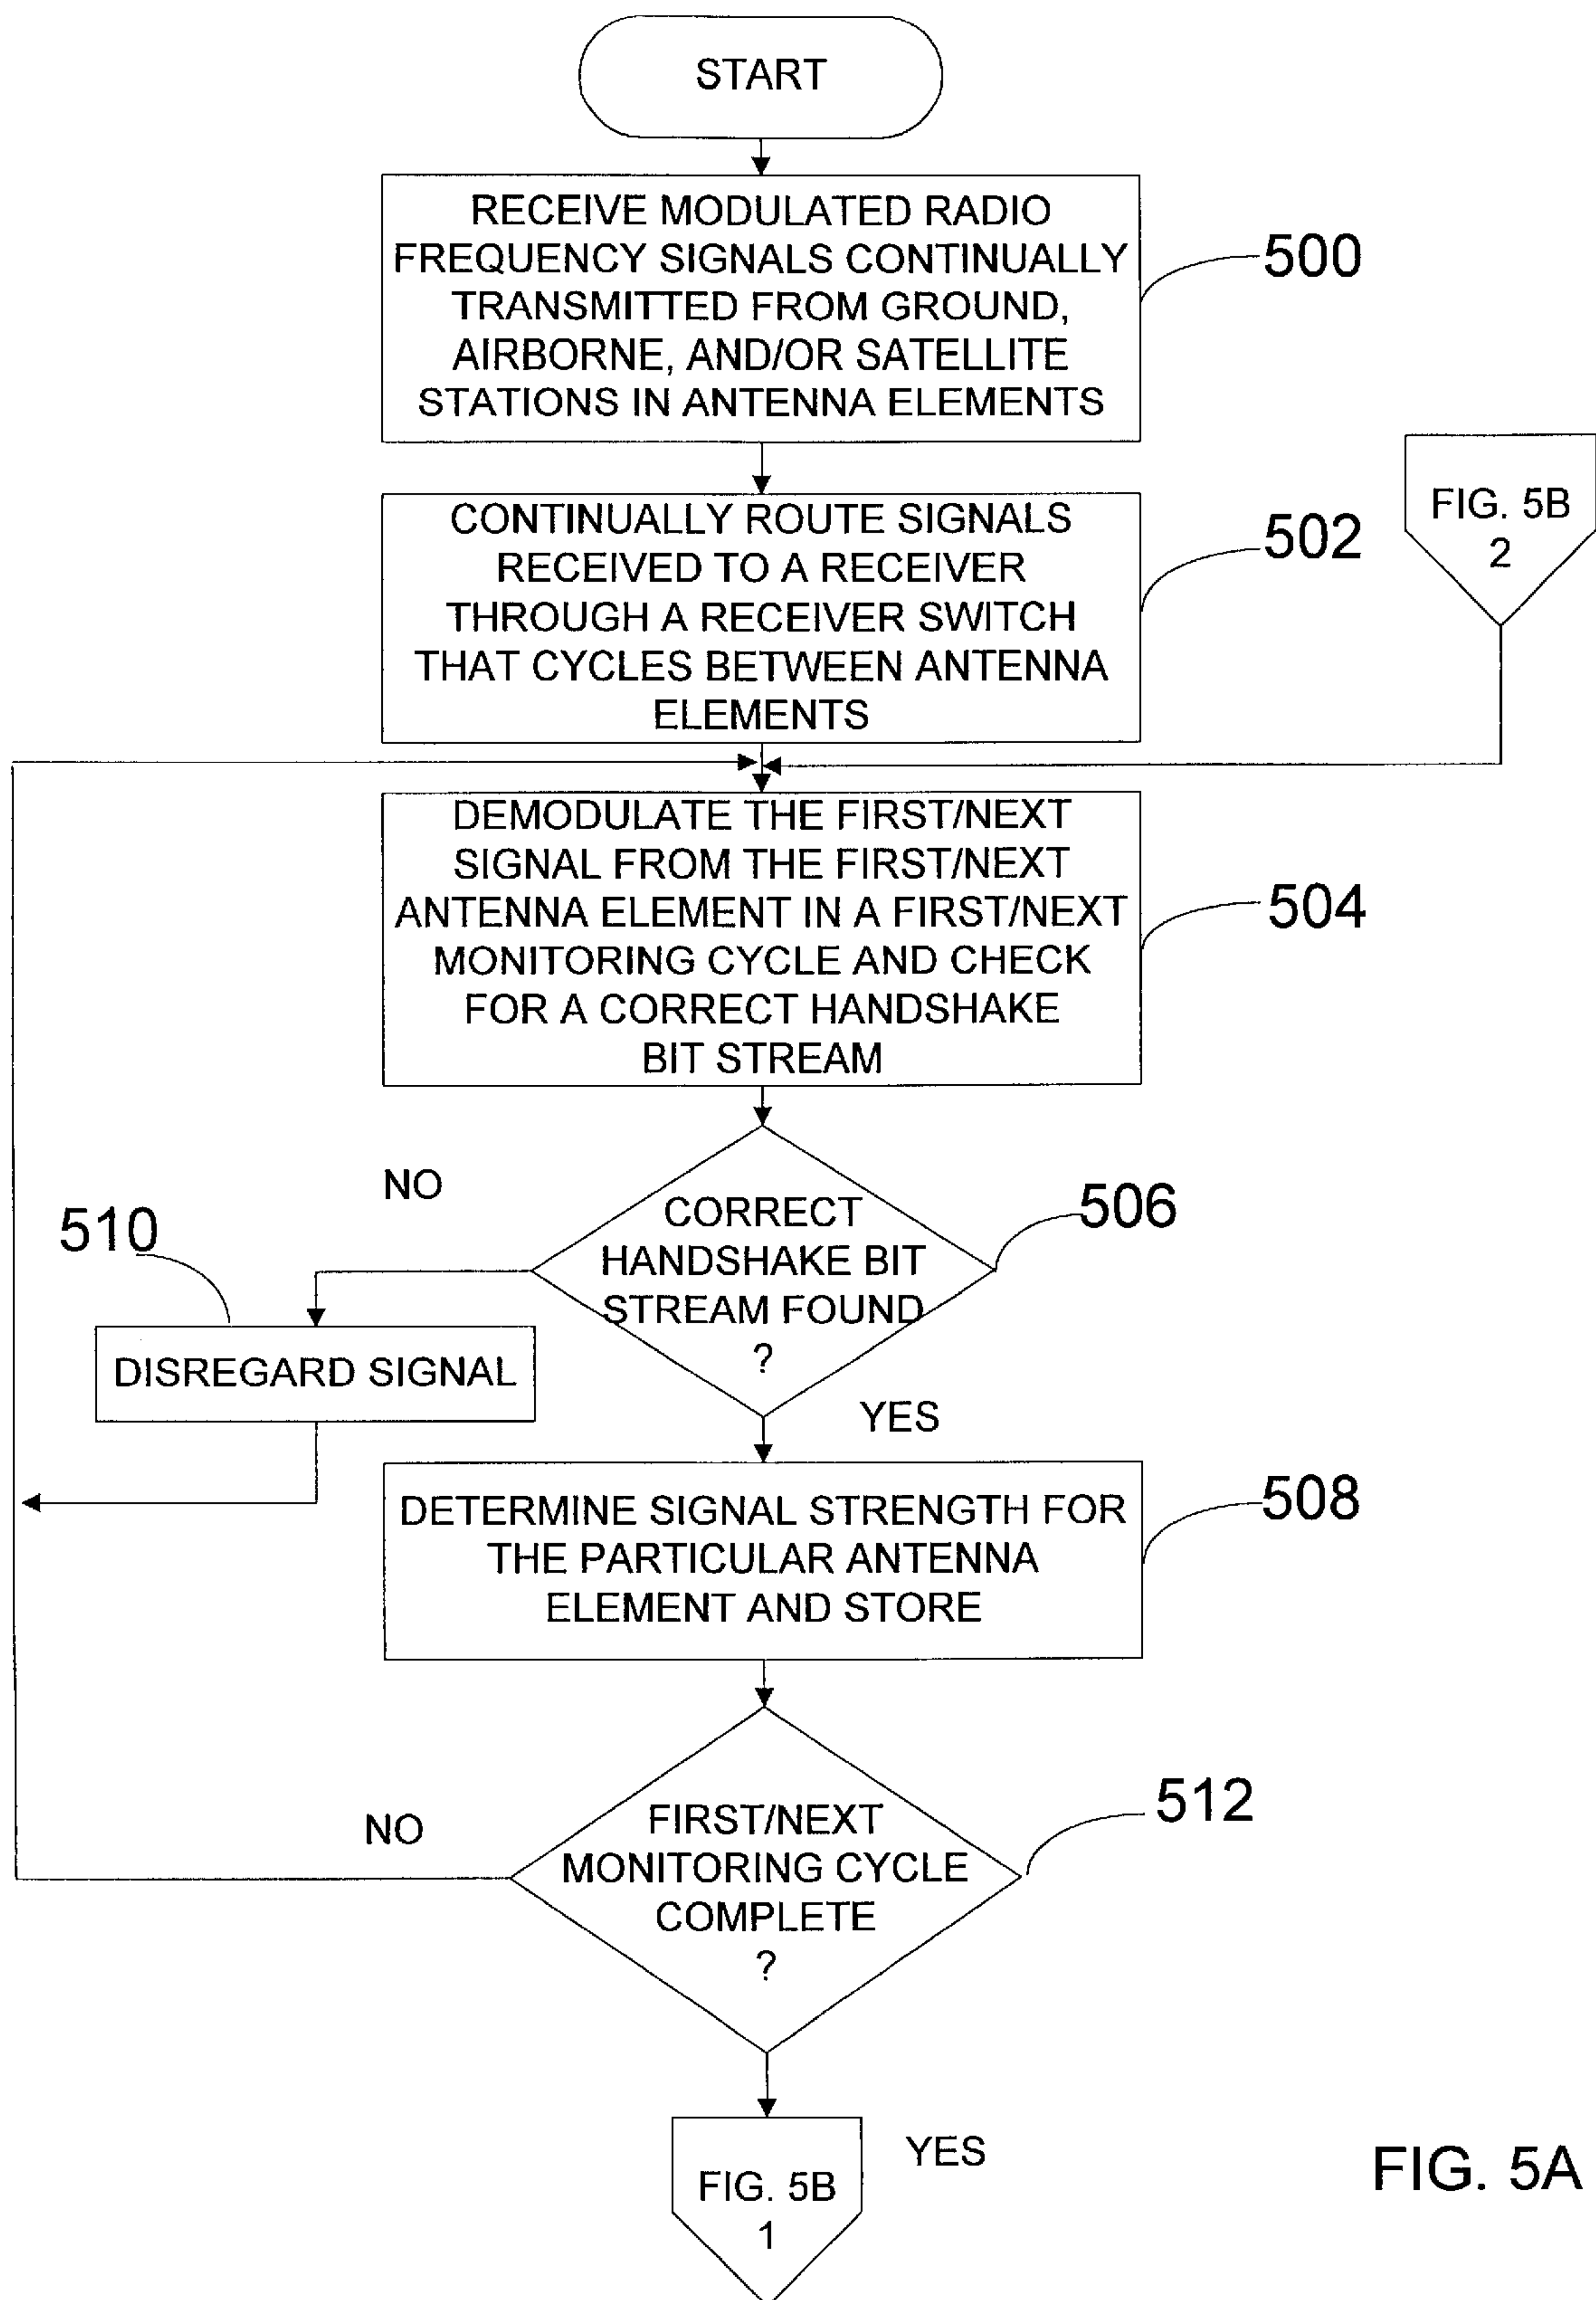 START
RECEIVE MODULATED RADIO
FREQUENCY SIGNALS CONTINUALLY
TRANSMITTED FROM GROUND,
AIRBORNE, AND/OR SATELLITE
STATIONS IN ANTENNA ELEMENTS
500
CONTINUALLY ROUTE SIGNALS
RECEIVED TO A RECEIVER
THROUGH A RECEIVER SWITCH
THAT CYCLES BETWEEN ANTENNA
ELEMENTS
502
FIG. 5B
2
DEMODULATE THE FIRST/NEXT
SIGNAL FROM THE FIRST/NEXT
ANTENNA ELEMENT IN A FIRST/NEXT
MONITORING CYCLE AND CHECK
FOR A CORRECT HANDSHAKE
BIT STREAM
504
NO
CORRECT
HANDSHAKE BIT
STREAM FOUND
?
506
510
DISREGARD SIGNAL
YES
DETERMINE SIGNAL STRENGTH FOR
THE PARTICULAR ANTENNA
ELEMENT AND STORE
508
NO
FIRST/NEXT
MONITORING CYCLE
COMPLETE
?
512
YES
FIG. 5B
1
FIG. 5A